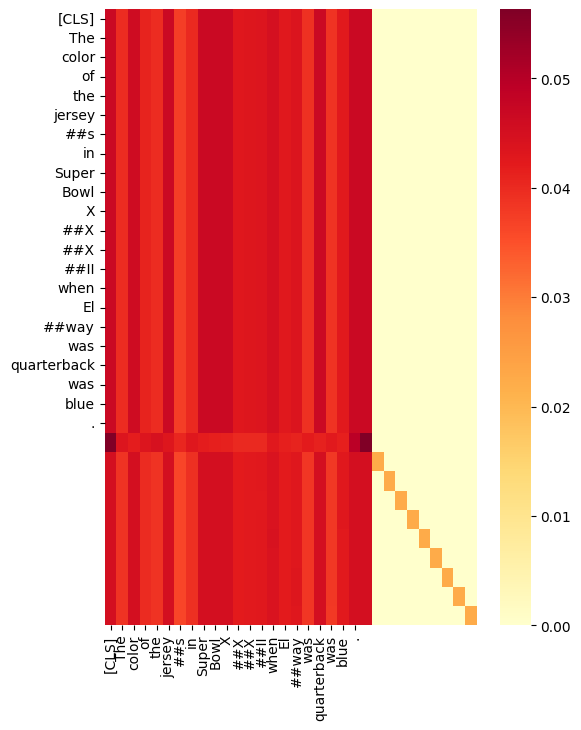 [CLS]
The
color
of
the
jersey
##s
in
Super
Bowl
X
##X
##X
##II
when
El
##way
was
quarterback
was
blue
.
0.05
0.04
0.03
0.02
0.01
0.00
[CLS]
The
color
of
the
jersey
##s
in
Super
Bowl
X
##X
##X
##II
when
El
##way
was
quarterback
was
blue
.